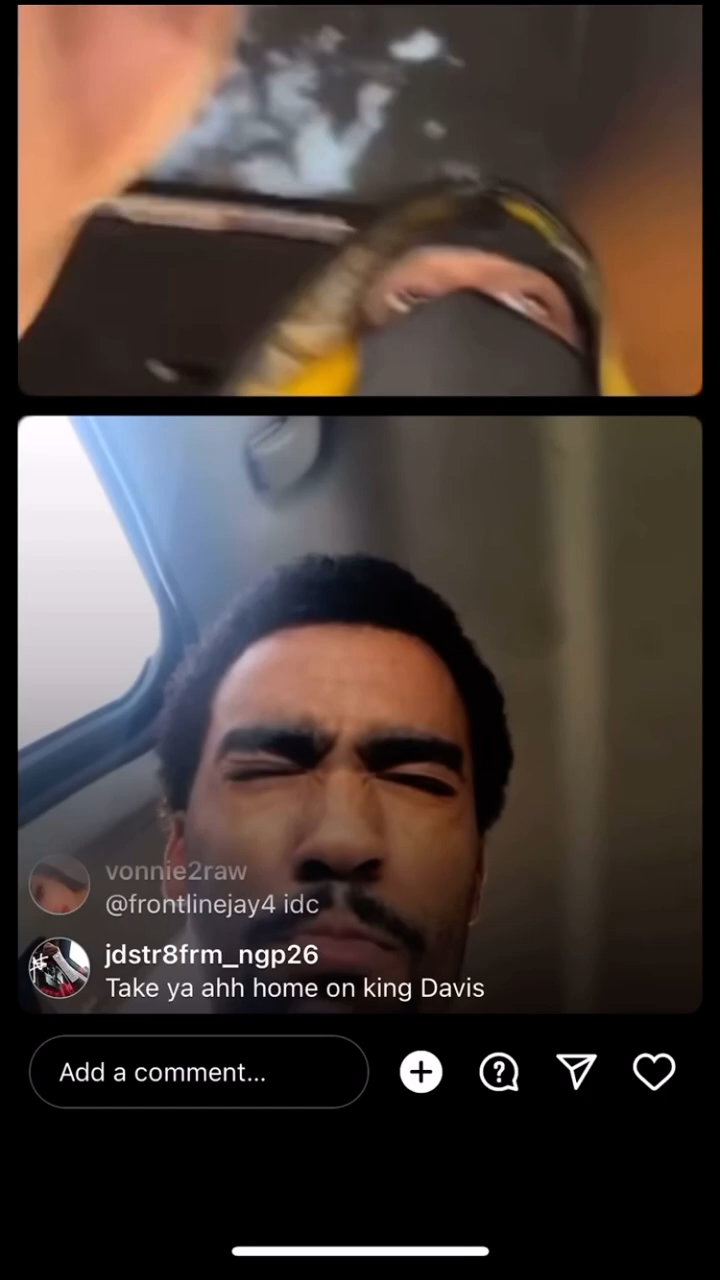 vonnie2raw
@frontlinejay4 idc
jdstr8frm_ngp26
Take ya ahh home on king Davis
Add a comment...